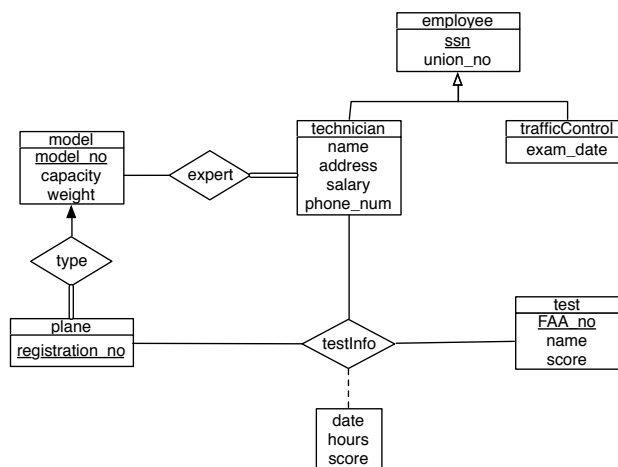 employee
ssn
union_no
technician
name
address
salary
phone_num
trafficControl
exam_date
model
model_no
capacity
weight
expert
type
plane
registration_no
testInfo
test
FAA_no
name
score
date
hours
score